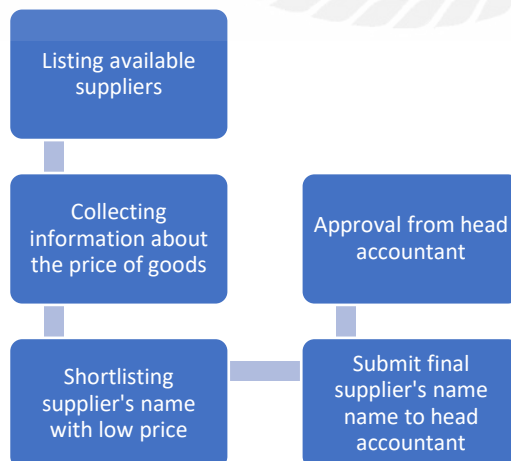 Listing available
suppliers
Collecting
information about
the price of goods
Shortlisting
supplier's name
with low price
Submit final
supplier's name
name to head
accountant
Approval from head
accountant